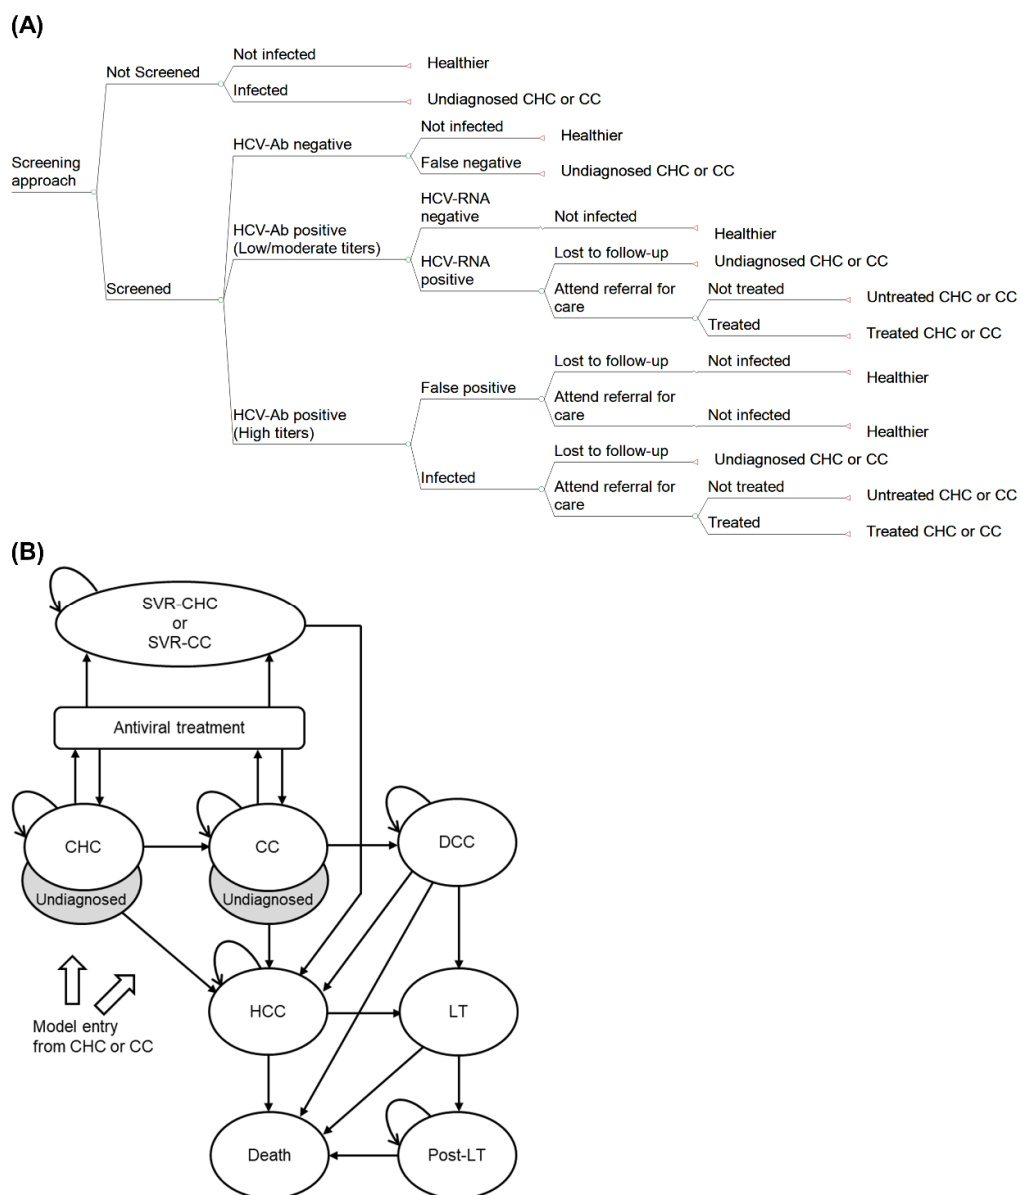 (A)
Not infected
Healthier
Not Screened
Infected
Undiagnosed CHC or CC
Screening
approach
HCV-Ab negative
Not infected
Healthier
False negative
Undiagnosed CHC or CC
Screened
HCV-Ab positive
(Low/moderate titers)
HCV-RNA
negative
Not infected
Healthier
HCV-RNA
positive
Lost to follow-up
Undiagnosed CHC or CC
Attend referral for
care
Not treated
Untreated CHC or CC
Treated
Treated CHC or CC
HCV-Ab positive
(High titers)
False positive
Lost to follow-up
Not infected
Healthier
Attend referral for
care
Not infected
Healthier
Infected
Lost to follow-up
Undiagnosed CHC or CC
Attend referral for
care
Not treated
Untreated CHC or CC
Treated
Treated CHC or CC
(B)
SVR-CHC
or
SVR-CC
Antiviral treatment
CHC
Undiagnosed
CC
Undiagnosed
DCC
HCC
LT
Model entry
from CHC or CC
Death
Post-LT